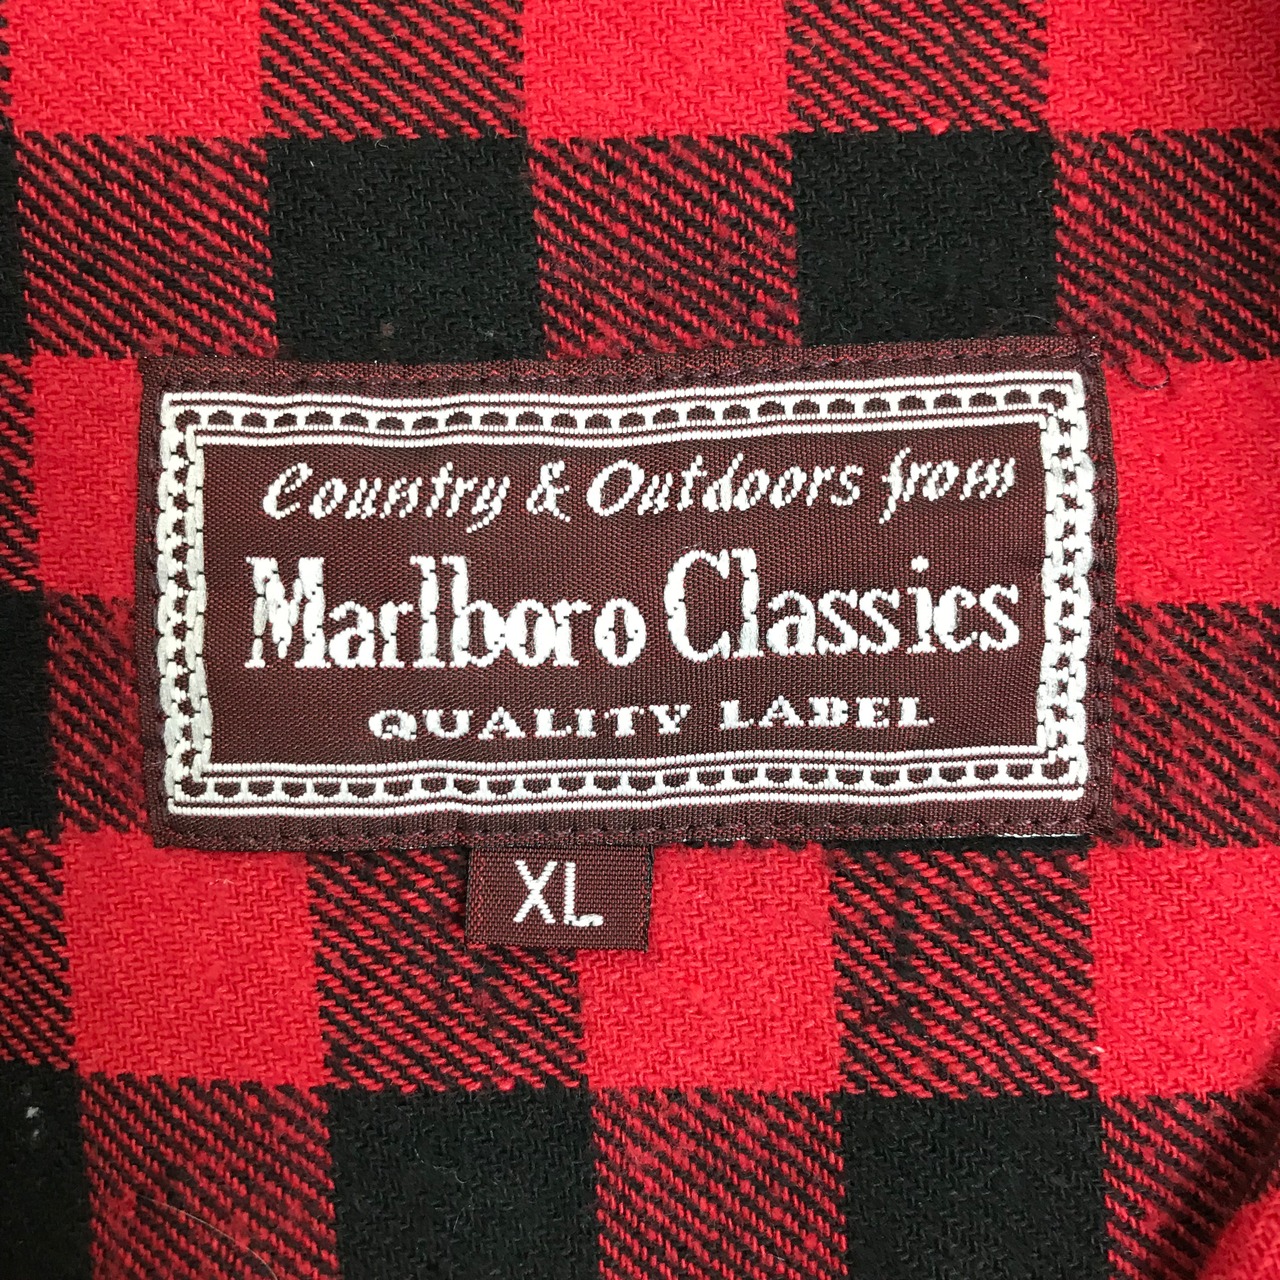 Country & Outdoors from
Marlboro Classics
QUALITY LABEL
XL